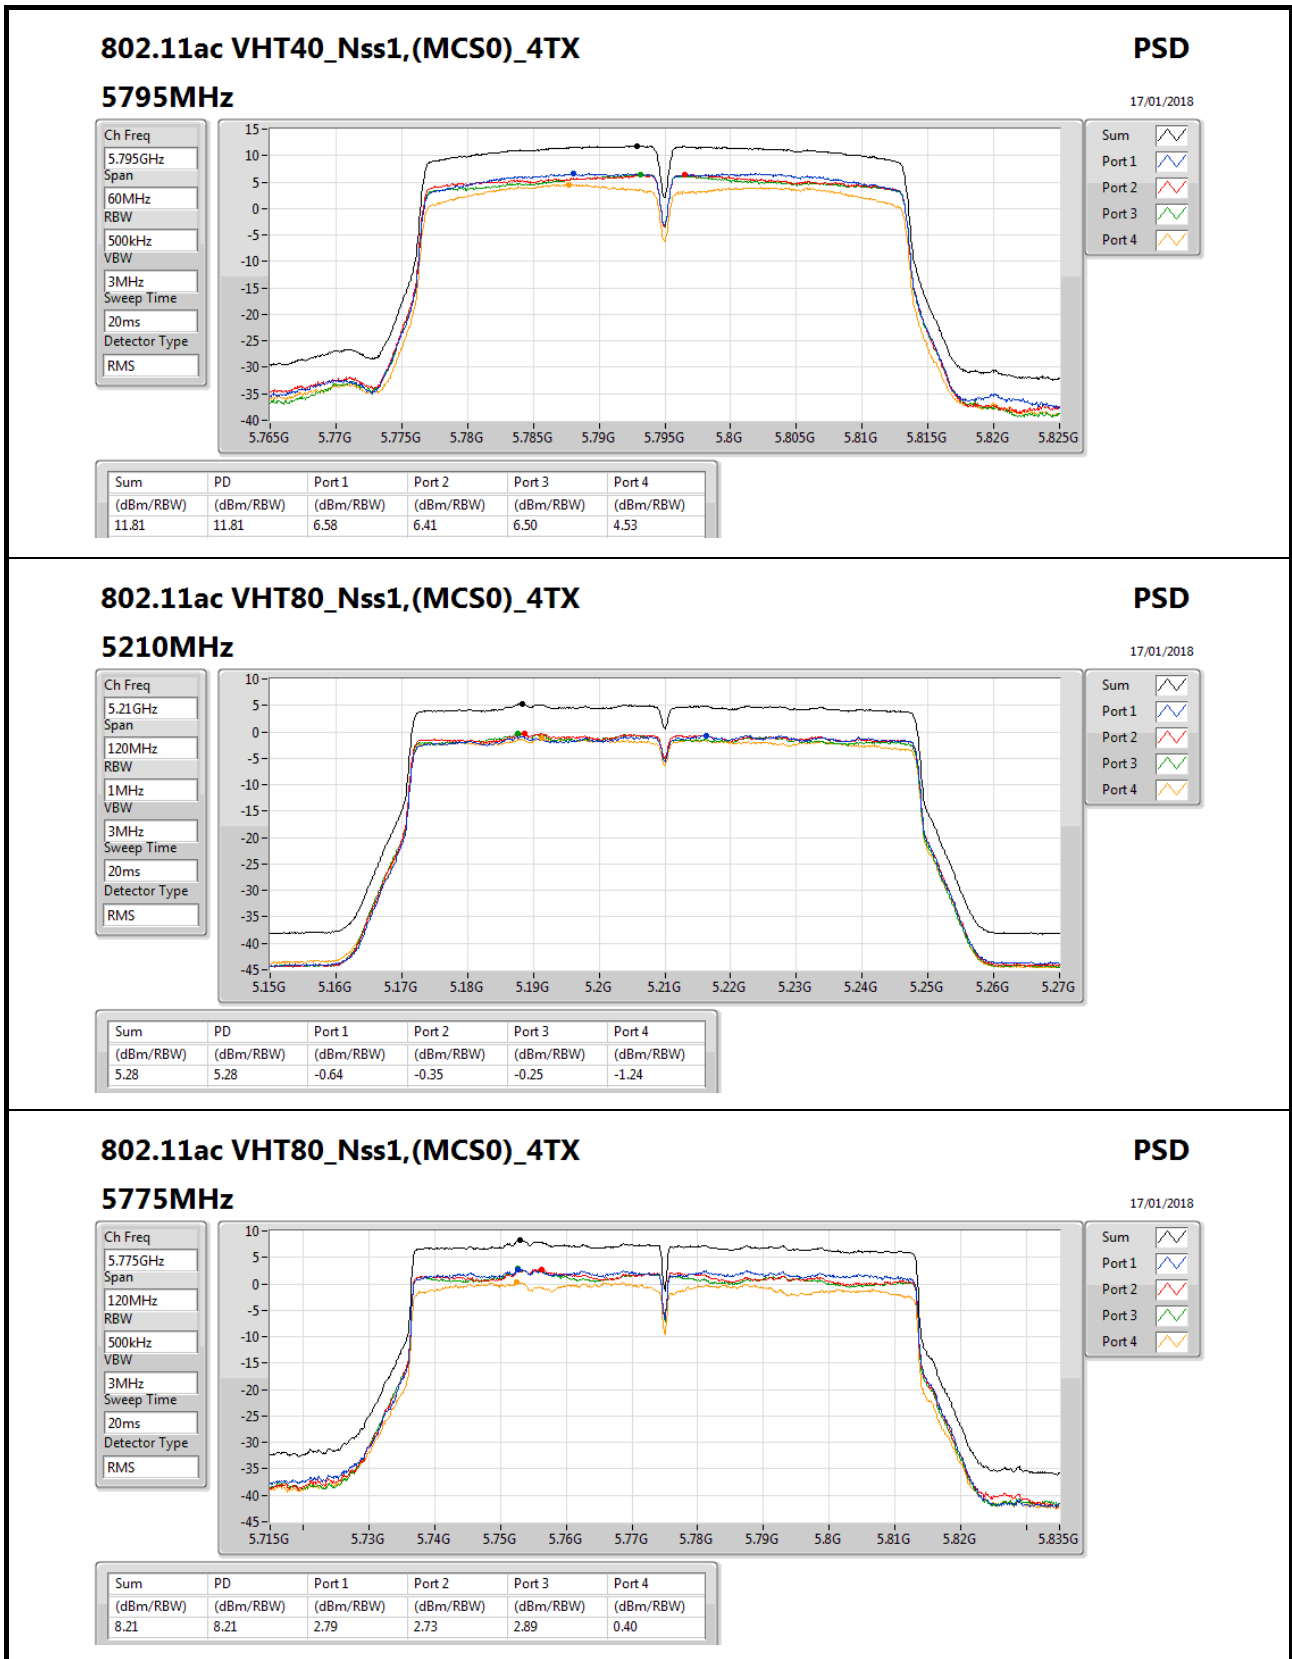 802.11ac VHT40_Nss1,(MCS0)_4TX PSD
5795MHz 17/01/2018
Ch Freq
5.795GHz
Span
60MHz
RBW
500kHz
VBW
3MHz
Sweep Time
20ms
Detector Type
RMS
15
10
5
0
-5
-10
-15
-20
-25
-30
-35
-40
5.765G 5.77G 5.775G 5.78G 5.785G 5.79G 5.795G 5.8G 5.805G 5.81G 5.815G 5.82G 5.825G
Sum
Port 1
Port 2
Port 3
Port 4
Sum PD Port 1 Port 2 Port 3 Port 4
(dBm/RBW) (dBm/RBW) (dBm/RBW) (dBm/RBW) (dBm/RBW) (dBm/RBW)
11.81 11.81 6.58 6.41 6.50 4.53
802.11ac VHT80_Nss1,(MCS0)_4TX PSD
5210MHz 17/01/2018
Ch Freq
5.21GHz
Span
120MHz
RBW
1MHz
VBW
3MHz
Sweep Time
20ms
Detector Type
RMS
10
5
0
-5
-10
-15
-20
-25
-30
-35
-40
-45
5.15G 5.16G 5.17G 5.18G 5.19G 5.2G 5.21G 5.22G 5.23G 5.24G 5.25G 5.26G 5.27G
Sum
Port 1
Port 2
Port 3
Port 4
Sum PD Port 1 Port 2 Port 3 Port 4
(dBm/RBW) (dBm/RBW) (dBm/RBW) (dBm/RBW) (dBm/RBW) (dBm/RBW)
5.28 5.28 -0.64 -0.35 -0.25 -1.24
802.11ac VHT80_Nss1,(MCS0)_4TX PSD
5775MHz 17/01/2018
Ch Freq
5.775GHz
Span
120MHz
RBW
500kHz
VBW
3MHz
Sweep Time
20ms
Detector Type
RMS
10
5
0
-5
-10
-15
-20
-25
-30
-35
-40
-45
5.715G 5.73G 5.74G 5.75G 5.76G 5.77G 5.78G 5.79G 5.8G 5.81G 5.82G 5.835G
Sum
Port 1
Port 2
Port 3
Port 4
Sum PD Port 1 Port 2 Port 3 Port 4
(dBm/RBW) (dBm/RBW) (dBm/RBW) (dBm/RBW) (dBm/RBW) (dBm/RBW)
8.21 8.21 2.79 2.73 2.89 0.40